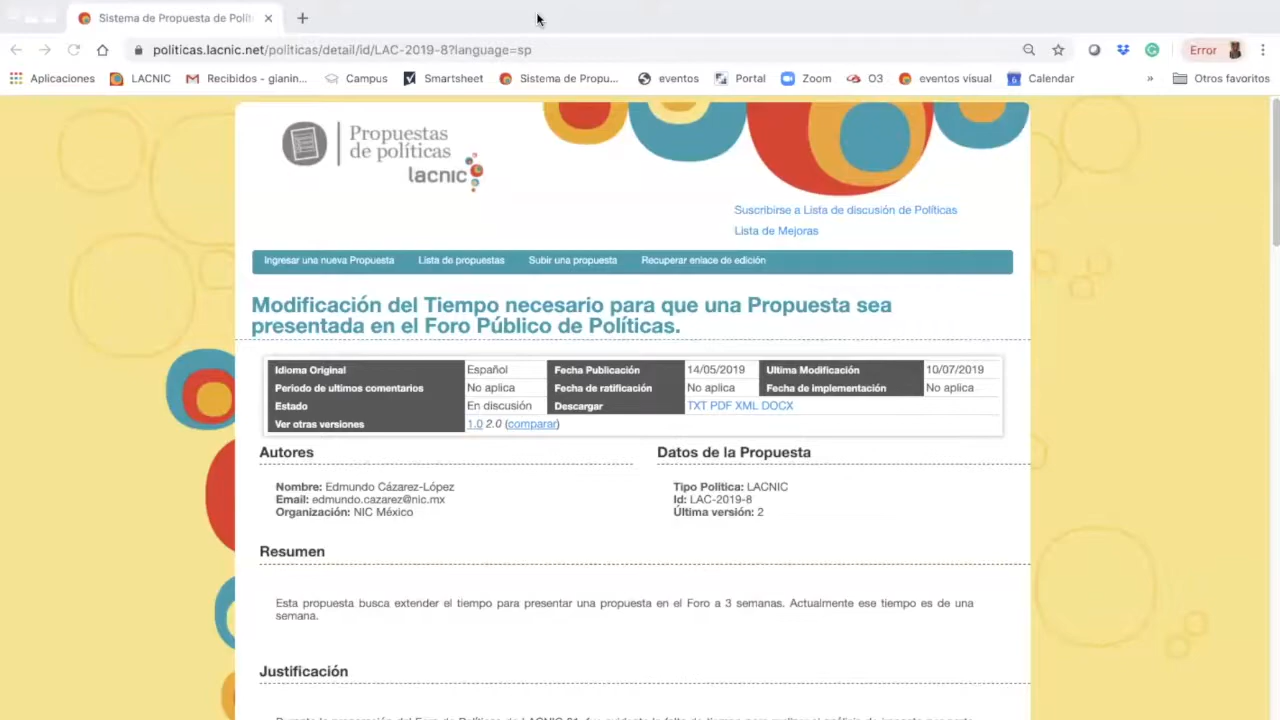 Sistema de Propuesta de Polít
políticas.lacnic.net/politicas/detail/id/LAC-2019-8?language=sp
Error
Aplicaciones LACNIC Recibidos - gianin... Campus Smartsheet Sistema de Propu... eventos Portal Zoom O3 eventos visual Calendar » Otros favoritos
Propuestas
de políticas
lacnic
Suscribirse a Lista de discusión de Políticas
Lista de Mejoras
Ingresar una nueva Propuesta Lista de propuestas Subir una propuesta Recuperar enlace de edición
Modificación del Tiempo necesario para que una Propuesta sea
presentada en el Foro Público de Políticas.
Idioma Original Español Fecha Publicación 14/05/2019 Ultima Modificación 10/07/2019
Periodo de ultimos comentarios No aplica Fecha de ratificación No aplica Fecha de implementación No aplica
Estado En discusión Descargar TXT PDF XML DOCX
Ver otras versiones 1.0 2.0 (comparar)
Autores
Nombre: Edmundo Cázarez-López
Email: edmundo.cazarez@nic.mx
Organización: NIC México
Datos de la Propuesta
Tipo Politica: LACNIC
Id: LAC-2019-8
Última versión: 2
Resumen
Esta propuesta busca extender el tiempo para presentar una propuesta en el Foro a 3 semanas. Actualmente ese tiempo es de una
semana.
Justificación